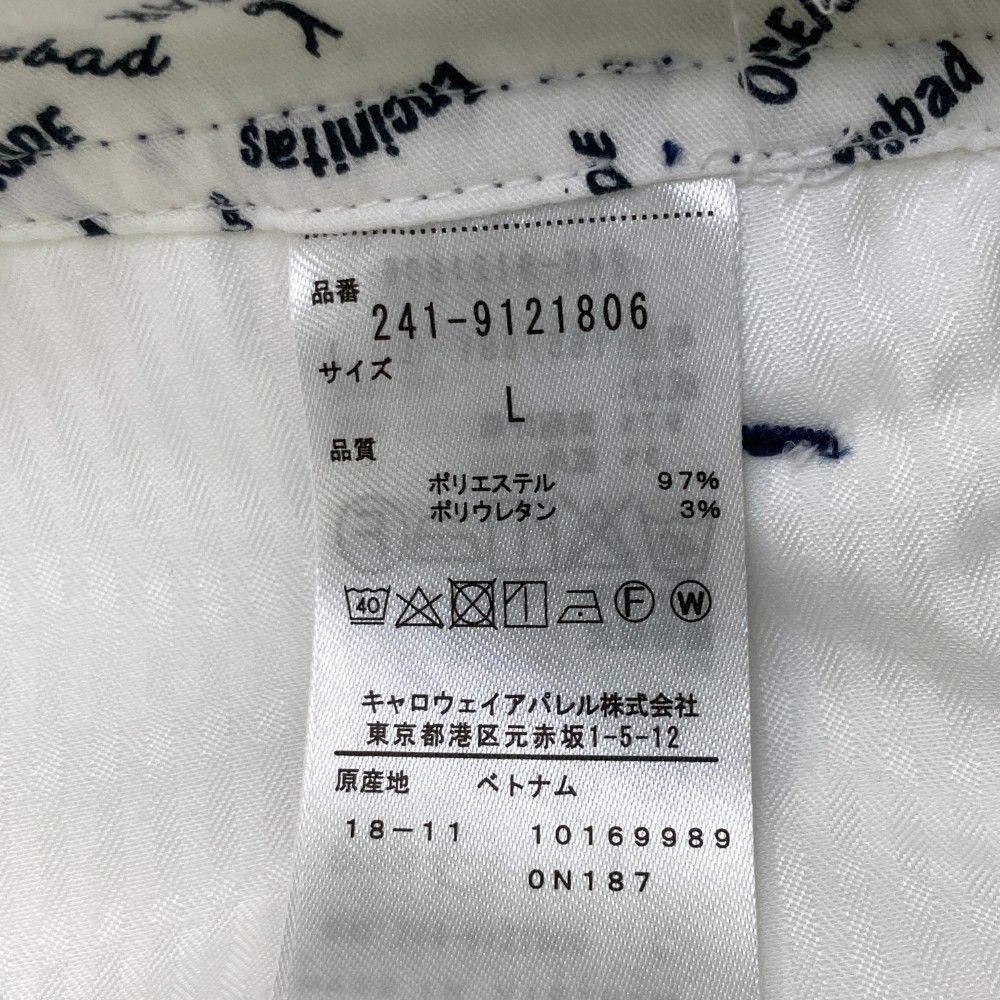 Encinitas
品番
241-9121806
サイズ
L
品質
ポリエステル 97%
ポリウレタン 3%
40 F W
キャロウェイアパレル株式会社
東京都港区元赤坂1-5-12
原産地 ベトナム
18-11 10169989
0N187